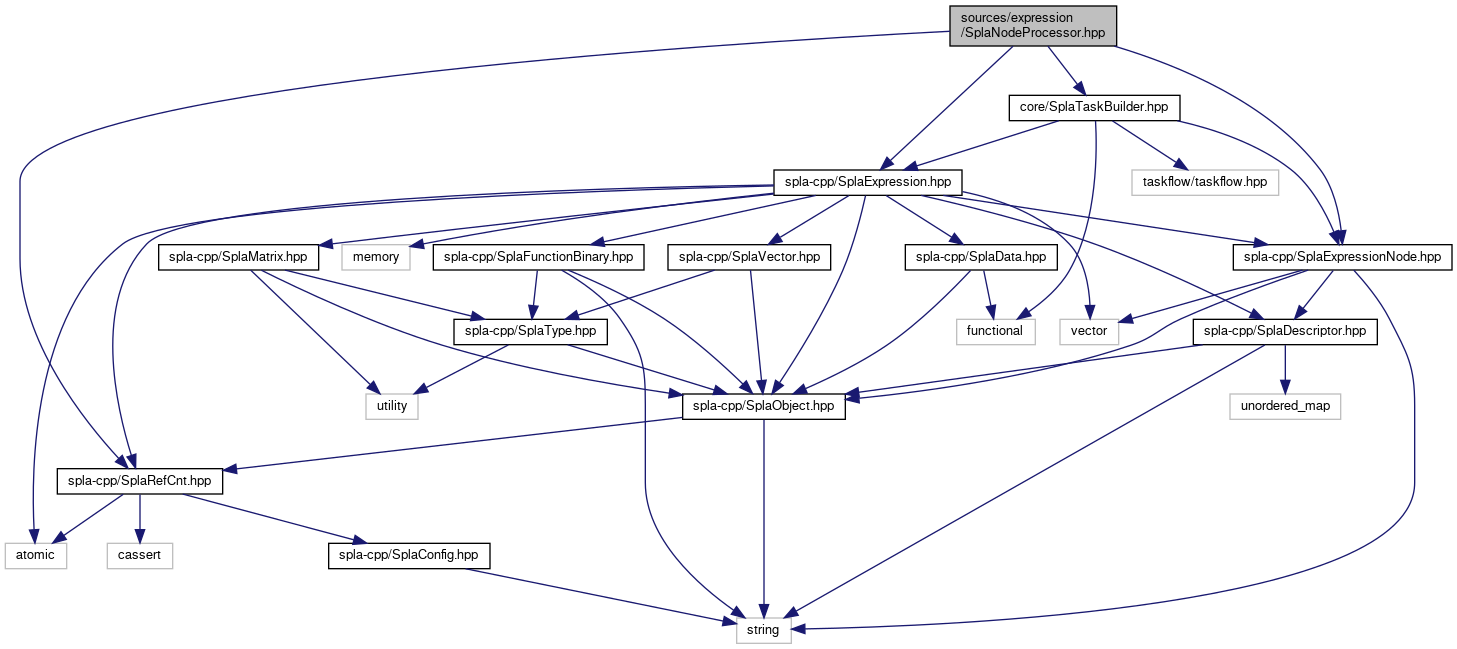 sources/expression
/SplaNodeProcessor.hpp
core/SplaTaskBuilder.hpp
spla-cpp/SplaExpression.hpp
taskflow/taskflow.hpp
spla-cpp/SplaMatrix.hpp
memory
spla-cpp/SplaFunctionBinary.hpp
spla-cpp/SplaVector.hpp
spla-cpp/SplaData.hpp
spla-cpp/SplaExpressionNode.hpp
spla-cpp/SplaType.hpp
functional
vector
spla-cpp/SplaDescriptor.hpp
utility
spla-cpp/SplaObject.hpp
unordered_map
spla-cpp/SplaRefCnt.hpp
atomic
cassert
spla-cpp/SplaConfig.hpp
string